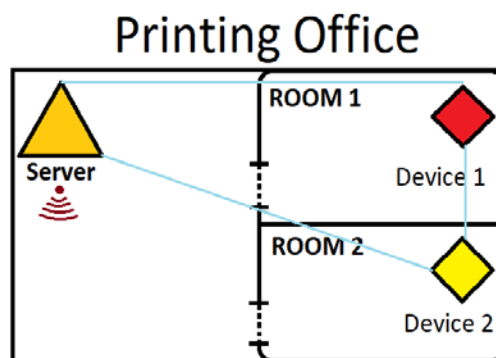 Printing Office
ROOM 1
Server
Device 1
ROOM 2
Device 2